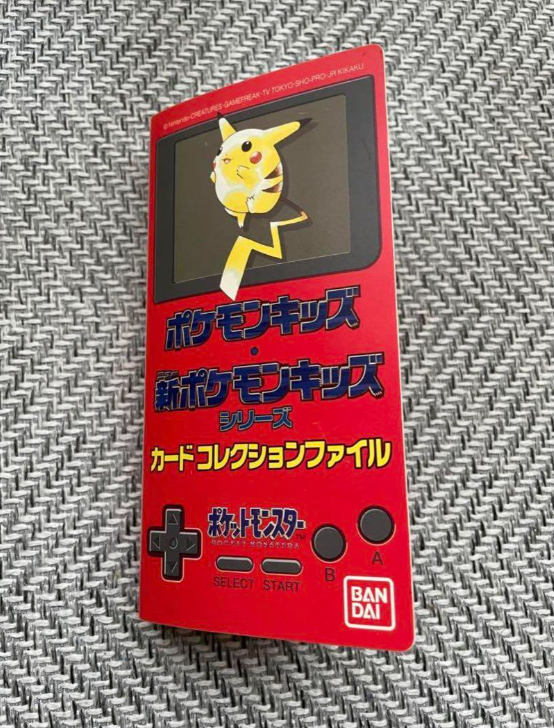 ©Nintendo・CREATURES・GAMEFREAK・TV TOKYO・SHO-PRO・JR KIKAKU
ポケモンキッズ
・
新ポケモンキッズ
シリーズ
カードコレクションファイル
ポケットモンスター™
POCKET MONSTERS
SELECT START B A
BAN
DAI